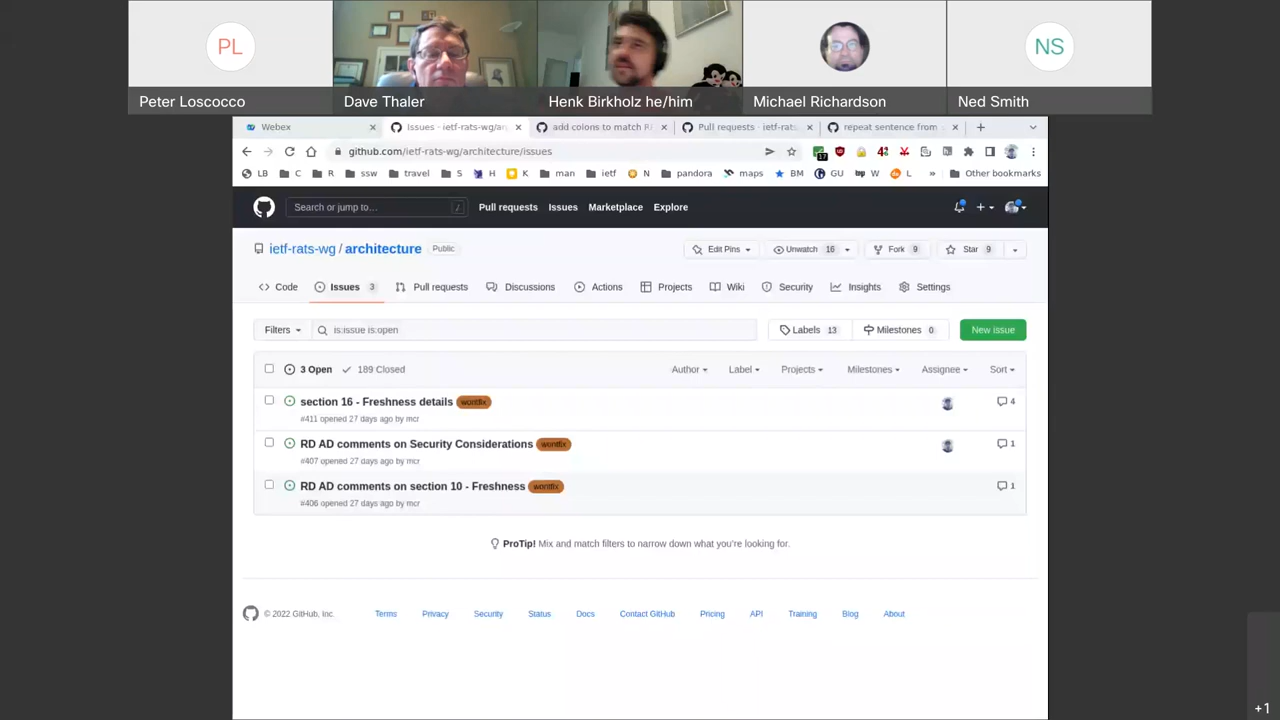 PL
NS
Peter Loscocco
Dave Thaler
Henk Birkholz he/him
Michael Richardson
Ned Smith
Webex
Issues - ietf-rats-wg/ar
add colons to match R
Pull requests - ietf-rats
repeat sentence from
github.com/ietf-rats-wg/architecture/issues
17
LB C R ssw travel S H K man ietf N pandora maps BM GU W L » Other bookmarks
Search or jump to… /
Pull requests Issues Marketplace Explore
ietf-rats-wg / architecture Public
Edit Pins Unwatch 16 Fork 9 Star 9
Code Issues 3 Pull requests Discussions Actions Projects Wiki Security Insights Settings
Filters is:issue is:open Labels 13 Milestones 0 New issue
3 Open 189 Closed Author Label Projects Milestones Assignee Sort
section 16 - Freshness details wontfix 4
#411 opened 27 days ago by mcr
RD AD comments on Security Considerations wontfix 1
#407 opened 27 days ago by mcr
RD AD comments on section 10 - Freshness wontfix 1
#406 opened 27 days ago by mcr
ProTip! Mix and match filters to narrow down what you're looking for.
© 2022 GitHub, Inc. Terms Privacy Security Status Docs Contact GitHub Pricing API Training Blog About
+1